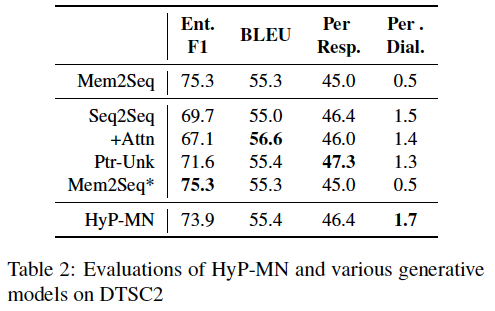 Ent. F1 BLEU Per Resp. Per . Dial.
Mem2Seq 75.3 55.3 45.0 0.5
Seq2Seq 69.7 55.0 46.4 1.5
+Attn 67.1 56.6 46.0 1.4
Ptr-Unk 71.6 55.4 47.3 1.3
Mem2Seq* 75.3 55.3 45.0 0.5
HyP-MN 73.9 55.4 46.4 1.7
Table 2: Evaluations of HyP-MN and various generative
models on DTSC2